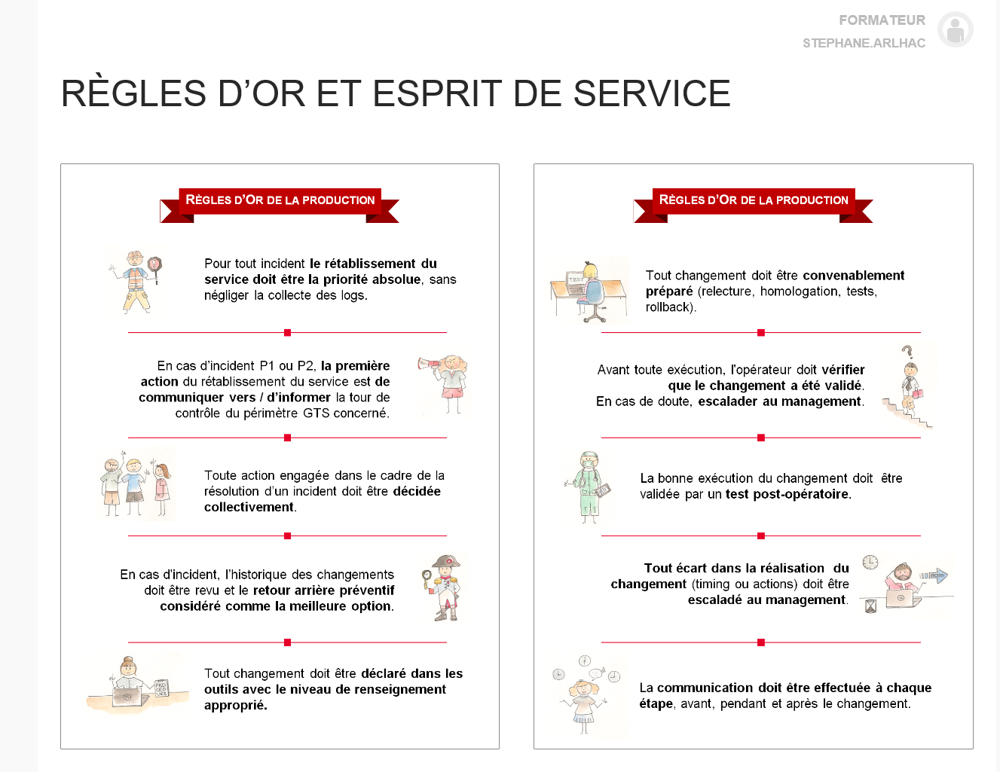 FORMATEUR
STEPHANE.ARLHAC
RÈGLES D’OR ET ESPRIT DE SERVICE
RÈGLES D’OR DE LA PRODUCTION
Pour tout incident le rétablissement du
service doit être la priorité absolue, sans
négliger la collecte des logs.
En cas d’incident P1 ou P2, la première
action du rétablissement du service est de
communiquer vers / d’informer la tour de
contrôle du périmètre GTS concerné.
Toute action engagée dans le cadre de la
résolution d’un incident doit être décidée
collectivement.
En cas d’incident, l’historique des changements
doit être revu et le retour arrière préventif
considéré comme la meilleure option.
PROCEDURE
Tout changement doit être déclaré dans les
outils avec le niveau de renseignement
approprié.
RÈGLES D’OR DE LA PRODUCTION
TEST
Tout changement doit être convenablement
préparé (relecture, homologation, tests,
rollback).
?
Avant toute exécution, l’opérateur doit vérifier
que le changement a été validé.
En cas de doute, escalader au management.
La bonne exécution du changement doit être
validée par un test post-opératoire.
Tout écart dans la réalisation du
changement (timing ou actions) doit être
escaladé au management.
La communication doit être effectuée à chaque
étape, avant, pendant et après le changement.